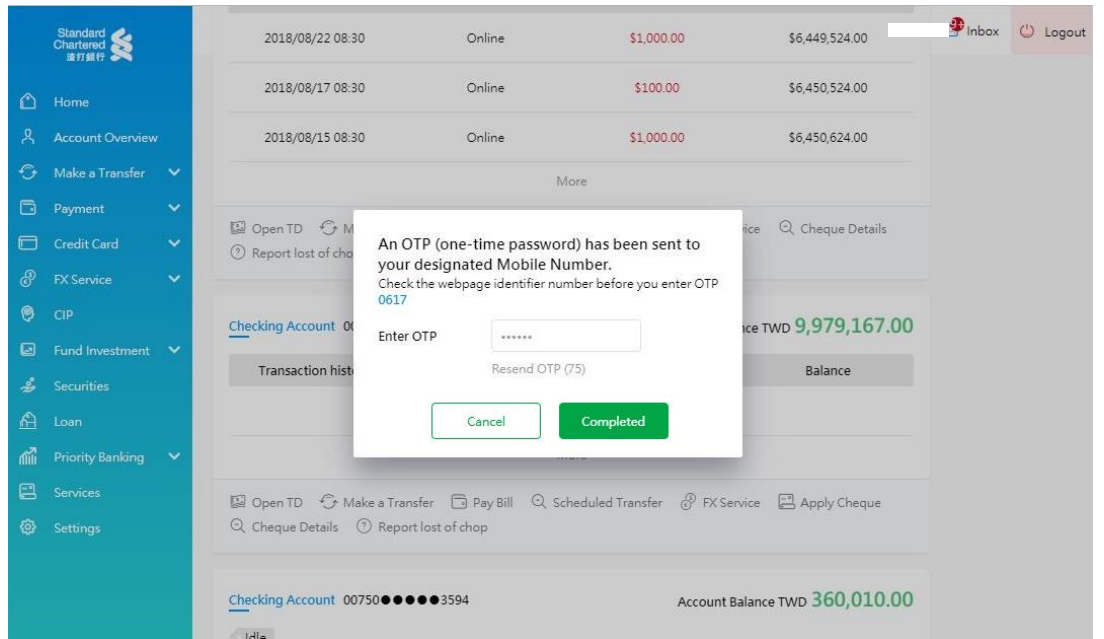 Standard
Chartered
渣打銀行
Home
Account Overview
Make a Transfer
Payment
Credit Card
FX Service
CIP
Fund Investment
Securities
Loan
Priority Banking
Services
Settings
9+ Inbox Logout
2018/08/22 08:30 Online $1,000.00 $6,449,524.00
2018/08/17 08:30 Online $100.00 $6,450,524.00
2018/08/15 08:30 Online $1,000.00 $6,450,624.00
More
Open TD M ice Cheque Details
Report lost of cho
An OTP (one-time password) has been sent to
your designated Mobile Number.
Check the webpage identifier number before you enter OTP
0617
Enter OTP ••••••
Resend OTP (75)
Cancel Completed
Checking Account 00 nce TWD 9,979,167.00
Transaction histo Balance
Open TD Make a Transfer Pay Bill Scheduled Transfer FX Service Apply Cheque
Cheque Details Report lost of chop
Checking Account 00750●●●●●3594 Account Balance TWD 360,010.00
Idle